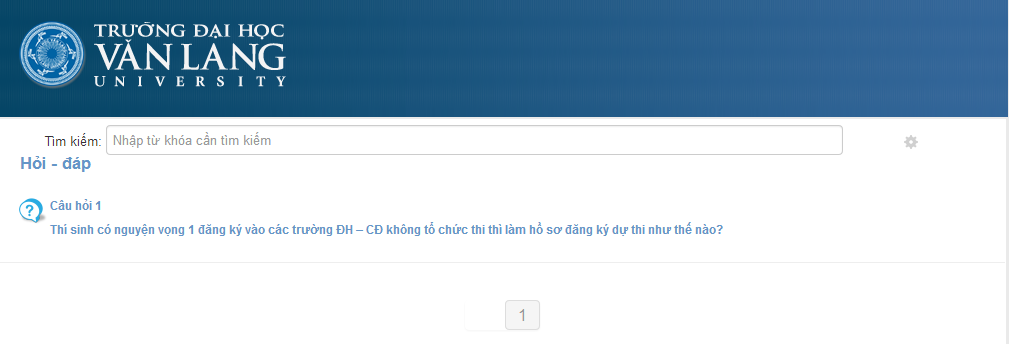 TRƯỜNG ĐẠI HỌC
VĂN LANG
UNIVERSITY
Tìm kiếm: Nhập từ khóa cần tìm kiếm
Hỏi - đáp
Câu hỏi 1
Thí sinh có nguyện vọng 1 đăng ký vào các trường ĐH – CĐ không tổ chức thi thì làm hồ sơ đăng ký dự thi như thế nào?
1